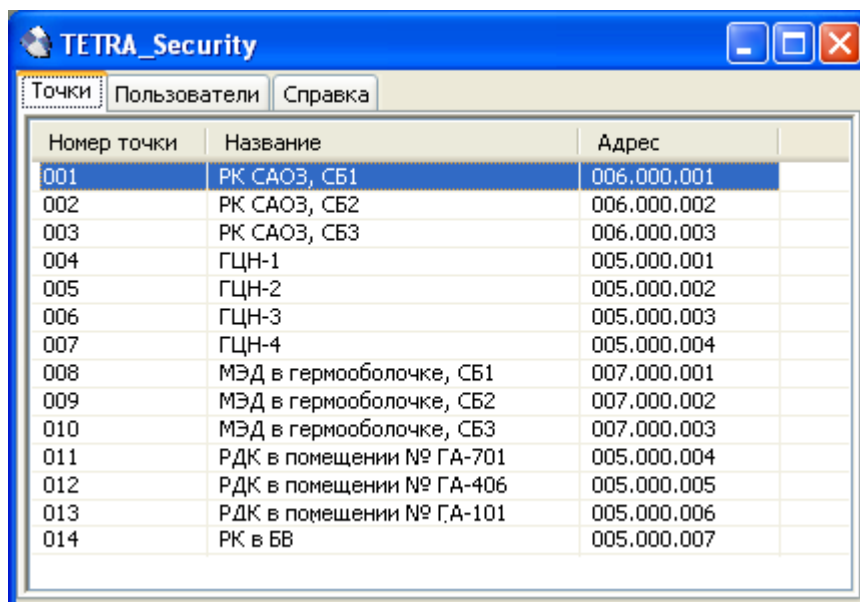 TETRA_Security
Точки Пользователи Справка
Номер точки Название Адрес
001 РК САОЗ, СБ1 006.000.001
002 РК САОЗ, СБ2 006.000.002
003 РК САОЗ, СБ3 006.000.003
004 ГЦН-1 005.000.001
005 ГЦН-2 005.000.002
006 ГЦН-3 005.000.003
007 ГЦН-4 005.000.004
008 МЭД в гермооболочке, СБ1 007.000.001
009 МЭД в гермооболочке, СБ2 007.000.002
010 МЭД в гермооболочке, СБ3 007.000.003
011 РДК в помещении № ГА-701 005.000.004
012 РДК в помещении № ГА-406 005.000.005
013 РДК в помещении № ГА-101 005.000.006
014 РК в БВ 005.000.007